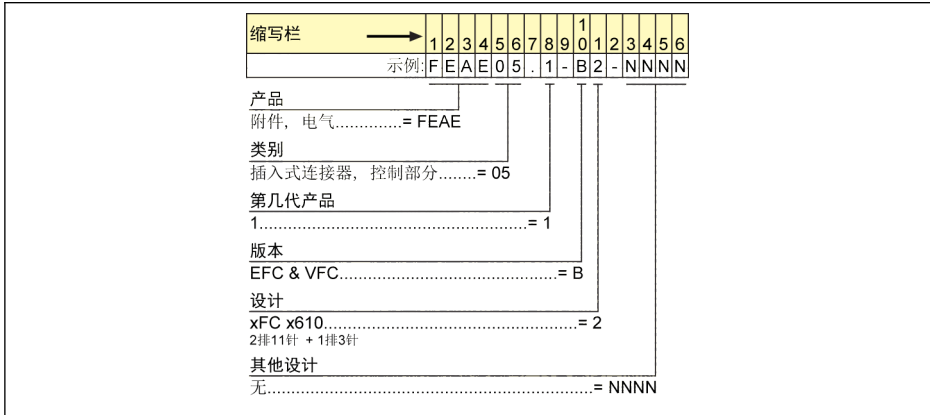 缩写栏 1 2 3 4 5 6 7 8 9 10 1 2 3 4 5 6
示例: F E A E 0 5 . 1 - B 2 - N N N N
产品
附件, 电气..............= FEAE
类别
插入式连接器, 控制部分........= 05
第几代产品
1......................................................= 1
版本
EFC & VFC............................................= B
设计
xFC x610...................................................= 2
2排11针 + 1排3针
其他设计
无.................................................................= NNNN